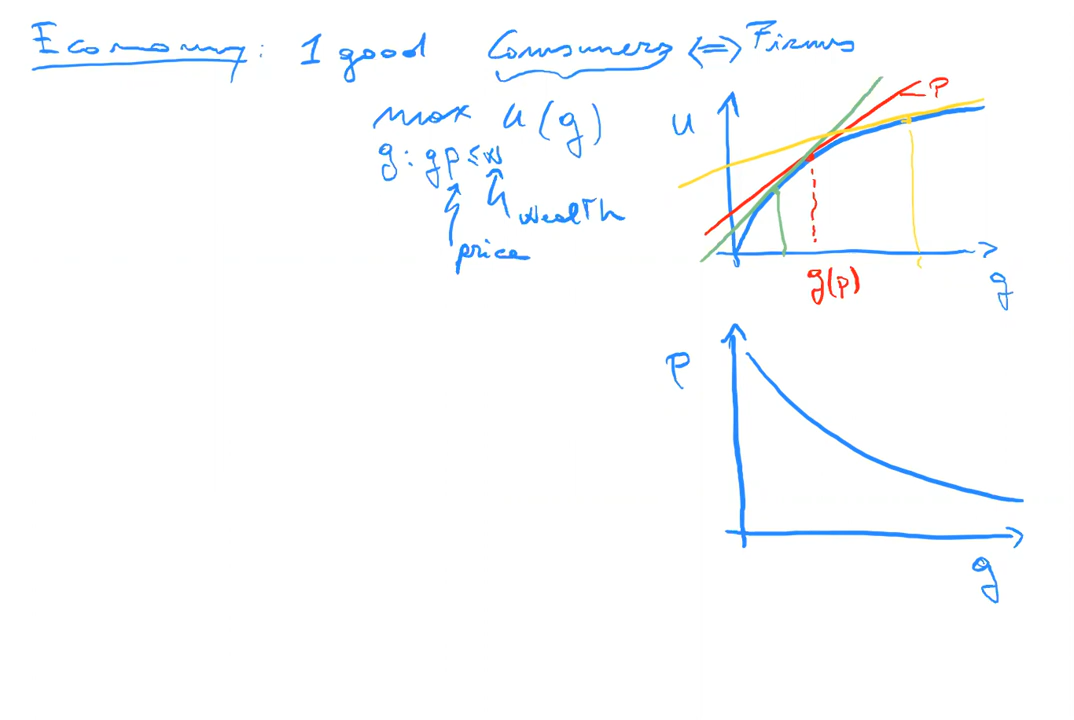 Economy: 1 good Consumers <=> Firms
max u(g)
g: gp ≤ w
wealth
price
u
p
g(p)
g
p
g